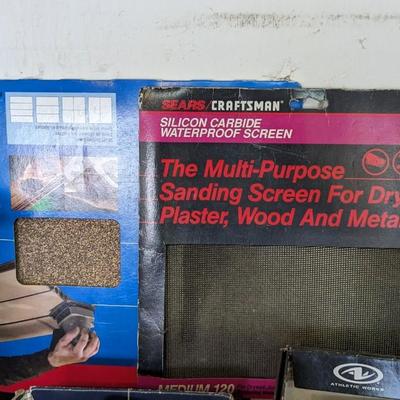 SEARS/CRAFTSMAN
SILICON CARBIDE
WATERPROOF SCREEN
The Multi-Purpose
Sanding Screen For Dry
Plaster, Wood And Meta
MEDIUM 120
ATHLETIC WORKS